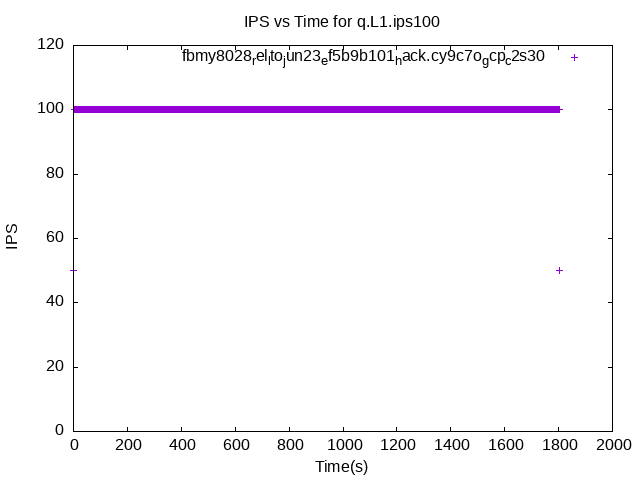 IPS vs Time for q.L1.ips100
fbmy8028relltojun23ef5b9b101hack.cy9c7ogcpc2s30
120
100
80
60
40
20
0
IPS
0 200 400 600 800 1000 1200 1400 1600 1800 2000
Time(s)